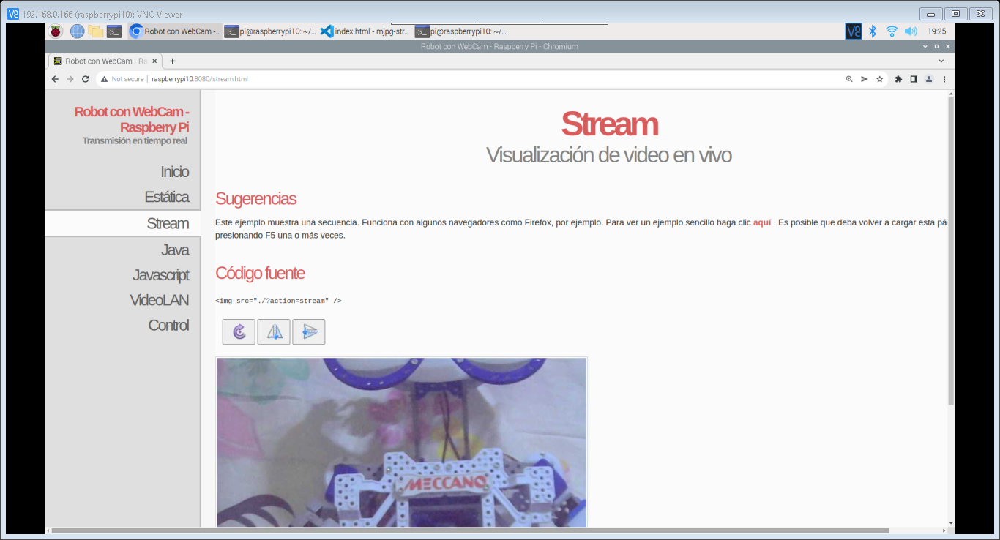 192.168.0.166 (raspberrypi10): VNC Viewer
Robot con WebCam -...
pi@raspberrypi10: ~/...
index.html - mjpg-str...
pi@raspberrypi10: ~/...
19:25
Robot con WebCam - Raspberry Pi - Chromium
Robot con WebCam - Ra
Not secure | raspberrypi10:8080/stream.html
Robot con WebCam -
Raspberry Pi
Transmisión en tiempo real
Inicio
Estática
Stream
Java
Javascript
VideoLAN
Control
Stream
Visualización de video en vivo
Sugerencias
Este ejemplo muestra una secuencia. Funciona con algunos navegadores como Firefox, por ejemplo. Para ver un ejemplo sencillo haga clic aquí . Es posible que deba volver a cargar esta pá
presionando F5 una o más veces.
Código fuente
<img src="./?action=stream" />
MECCANO